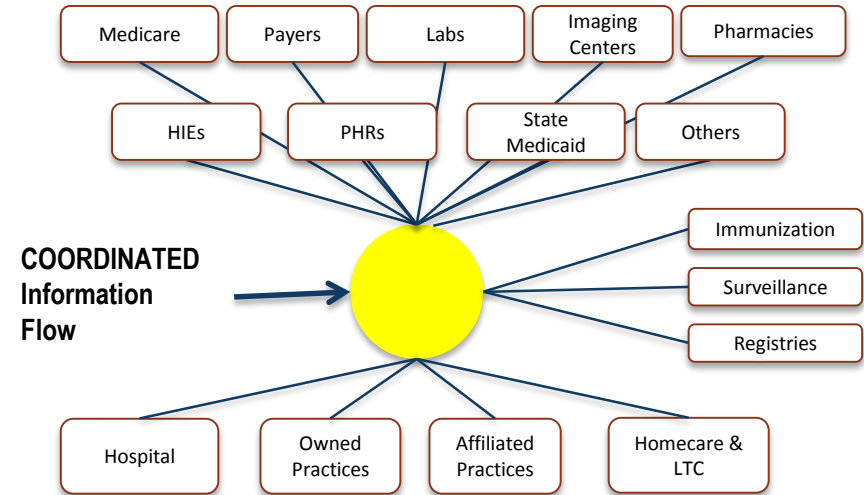 Medicare
Payers
Labs
Imaging
Centers
Pharmacies
HIEs
PHRs
State
Medicaid
Others
COORDINATED
Information
Flow
Immunization
Surveillance
Registries
Hospital
Owned
Practices
Affiliated
Practices
Homecare &
LTC